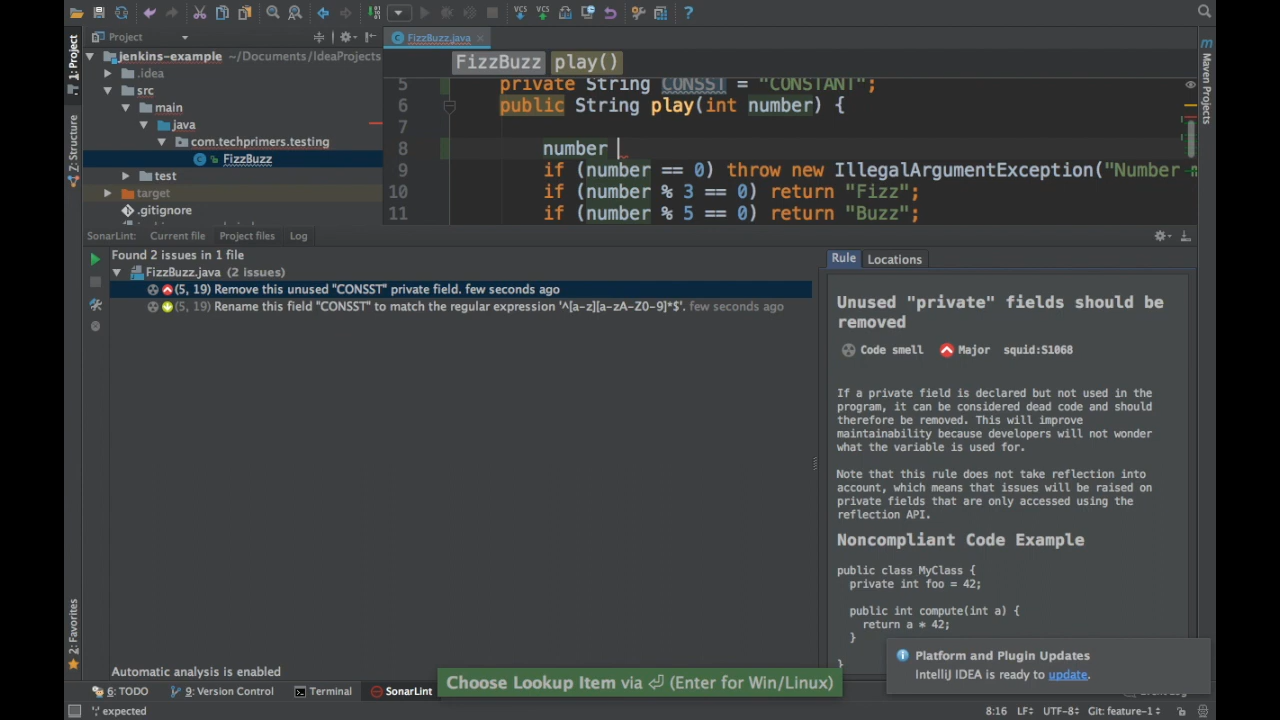 VCS
VCS
Project
FizzBuzz.java
1: Project
jenkins-example ~/Documents/IdeaProjects
.idea
src
main
java
com.techprimers.testing
FizzBuzz
test
target
.gitignore
Z: Structure
2: Favorites
Maven Projects
FizzBuzz play()
5 private String CONSST = "CONSTANT";
6 public String play(int number) {
7
8 number
9 if (number == 0) throw new IllegalArgumentException("Number
10 if (number % 3 == 0) return "Fizz";
11 if (number % 5 == 0) return "Buzz";
SonarLint: Current file Project files Log
Found 2 issues in 1 file
FizzBuzz.java (2 issues)
(5, 19) Remove this unused "CONSST" private field. few seconds ago
(5, 19) Rename this field "CONSST" to match the regular expression '^[a-z][a-zA-Z0-9]*$'. few seconds ago
Rule Locations
Unused "private" fields should be
removed
Code smell Major squid:S1068
If a private field is declared but not used in the
program, it can be considered dead code and should
therefore be removed. This will improve
maintainability because developers will not wonder
what the variable is used for.
Note that this rule does not take reflection into
account, which means that issues will be raised on
private fields that are only accessed using the
reflection API.
Noncompliant Code Example
public class MyClass {
private int foo = 42;
public int compute(int a) {
return a * 42;
}
}
Platform and Plugin Updates
IntelliJ IDEA is ready to update.
Automatic analysis is enabled
Choose Lookup Item via ⏎ (Enter for Win/Linux)
6: TODO 9: Version Control Terminal SonarLint
expected 8:16 LF÷ UTF-8÷ Git: feature-1÷